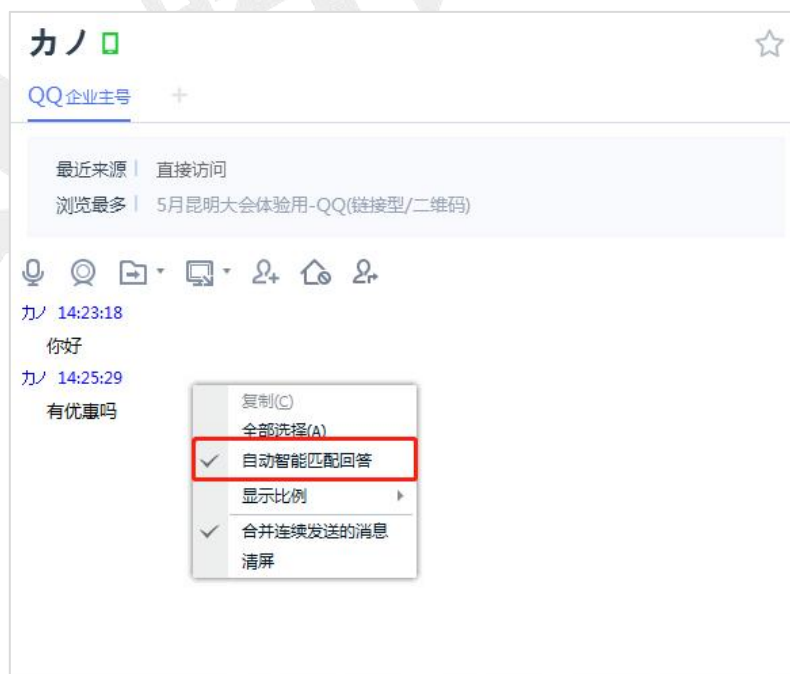 カノ
QQ企业主号 +
最近来源 直接访问
浏览最多 5月昆明大会体验用-QQ(链接型/二维码)
カノ 14:23:18
你好
カノ 14:25:29
有优惠吗
复制(C)
全部选择(A)
自动智能匹配回答
显示比例
合并连续发送的消息
清屏